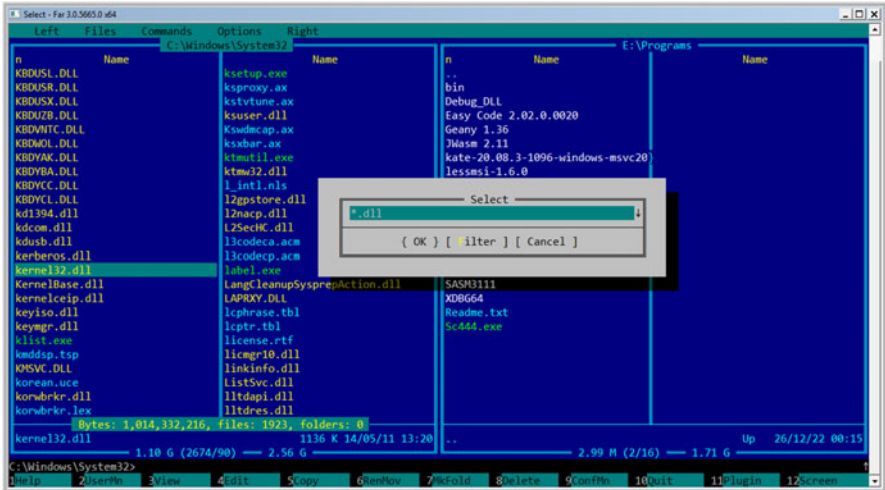 Select - Far 3.0.5665.0 x64
Left Files Commands Options Right
C:\Windows\System32
E:\Programs
n Name Name n Name Name
KBDUSL.DLL ksetup.exe ..
KBDUSR.DLL ksproxy.ax bin
KBDUSX.DLL kstvtune.ax Debug_DLL
KBDUZB.DLL ksuser.dll Easy Code 2.02.0.0020
KBDVNTC.DLL Kswdmcap.ax Geany 1.36
KBDWOL.DLL ksxbar.ax JWasm 2.11
KBDYAK.DLL ktmutil.exe kate-20.08.3-1096-windows-msvc20}
KBDYBA.DLL ktmw32.dll lessmsi-1.6.0
KBDYCC.DLL l_intl.nls
KBDYCL.DLL l2gpstore.dll Select
kd1394.dll l2nacp.dll *.dll ↓
kdcom.dll L2SecHC.dll
kdusb.dll l3codeca.acm { OK } [ Filter ] [ Cancel ]
kerberos.dll l3codecp.acm
kernel32.dll label.exe
KernelBase.dll LangCleanupSysprepAction.dll SASM3111
kernelceip.dll LAPRXY.DLL XDBG64
keyiso.dll lcphrase.tbl Readme.txt
keymgr.dll lcptr.tbl Sc444.exe
klist.exe license.rtf
kmddsp.tsp licmgr10.dll
KMSVC.DLL linkinfo.dll
korean.uce ListSvc.dll
korwbrkr.dll lltdapi.dll
korwbrkr.lex lltdres.dll
Bytes: 1,014,332,216, files: 1923, folders: 0
kernel32.dll 1136 K 14/05/11 13:20 .. Up 26/12/22 00:15
1.10 G (2674/90) 2.56 G 2.99 M (2/16) 1.71 G
C:\Windows\System32> ↑
1Help 2UserMn 3View 4Edit 5Copy 6RenMov 7MkFold 8Delete 9ConfMn 10Quit 11Plugin 12Screen